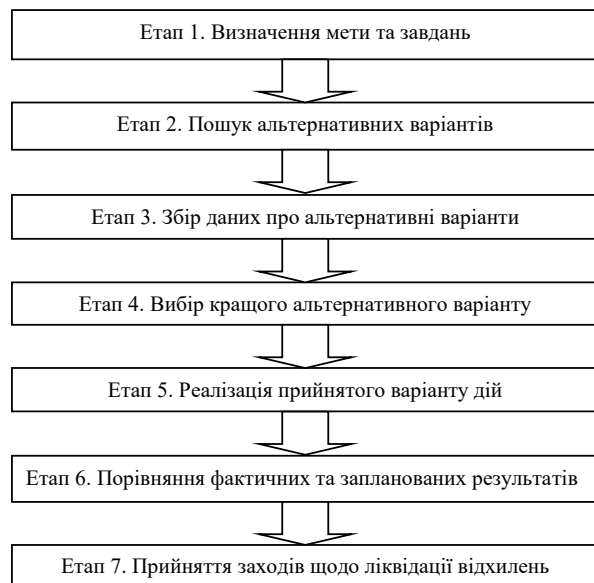 Етап 1. Визначення мети та завдань
Етап 2. Пошук альтернативних варіантів
Етап 3. Збір даних про альтернативні варіанти
Етап 4. Вибір кращого альтернативного варіанту
Етап 5. Реалізація прийнятого варіанту дій
Етап 6. Порівняння фактичних та запланованих результатів
Етап 7. Прийняття заходів щодо ліквідації відхилень